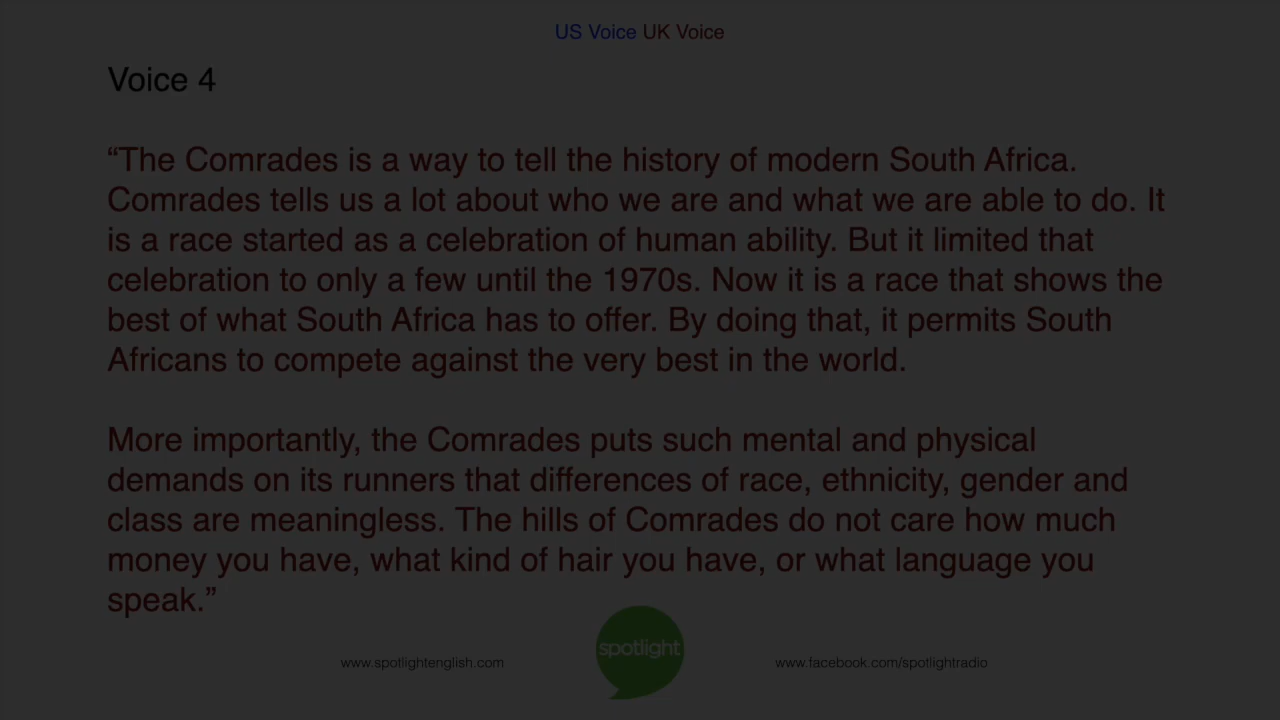 US Voice UK Voice
Voice 4
“The Comrades is a way to tell the history of modern South Africa.
Comrades tells us a lot about who we are and what we are able to do. It
is a race started as a celebration of human ability. But it limited that
celebration to only a few until the 1970s. Now it is a race that shows the
best of what South Africa has to offer. By doing that, it permits South
Africans to compete against the very best in the world.
More importantly, the Comrades puts such mental and physical
demands on its runners that differences of race, ethnicity, gender and
class are meaningless. The hills of Comrades do not care how much
money you have, what kind of hair you have, or what language you
speak.”
spotlight
www.spotlightenglish.com
www.facebook.com/spotlightradio